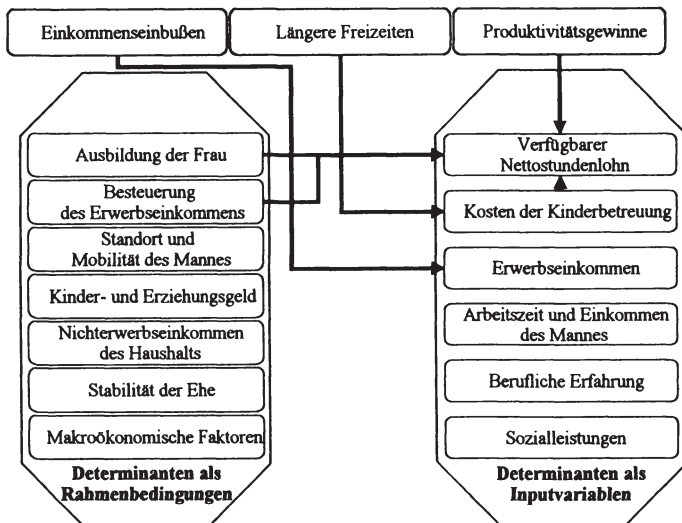 Einkommenseinbußen
Längere Freizeiten
Produktivitätsgewinne
Ausbildung der Frau
Besteuerung
des Erwerbseinkommens
Standort und
Mobilität des Mannes
Kinder- und Erziehungsgeld
Nichterwerbseinkommen
des Haushalts
Stabilität der Ehe
Makroökonomische Faktoren
Determinanten als
Rahmenbedingungen
Verfügbarer
Nettostundenlohn
Kosten der Kinderbetreuung
Erwerbseinkommen
Arbeitszeit und Einkommen
des Mannes
Berufliche Erfahrung
Sozialleistungen
Determinanten als
Inputvariablen